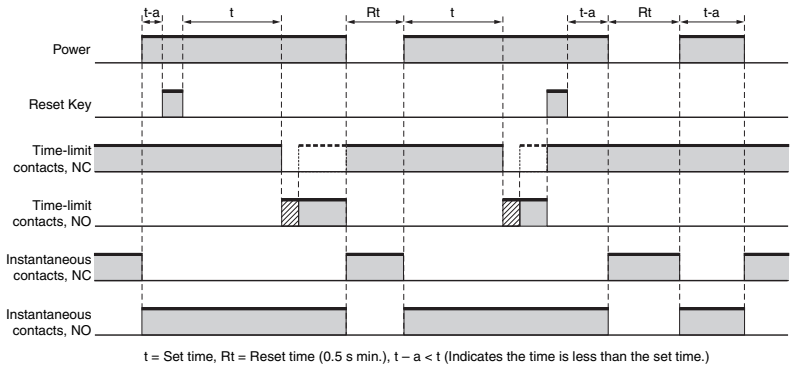 t-a t Rt t t-a Rt t-a
Power
Reset Key
Time-limit
contacts, NC
Time-limit
contacts, NO
Instantaneous
contacts, NC
Instantaneous
contacts, NO
t = Set time, Rt = Reset time (0.5 s min.), t – a < t (Indicates the time is less than the set time.)